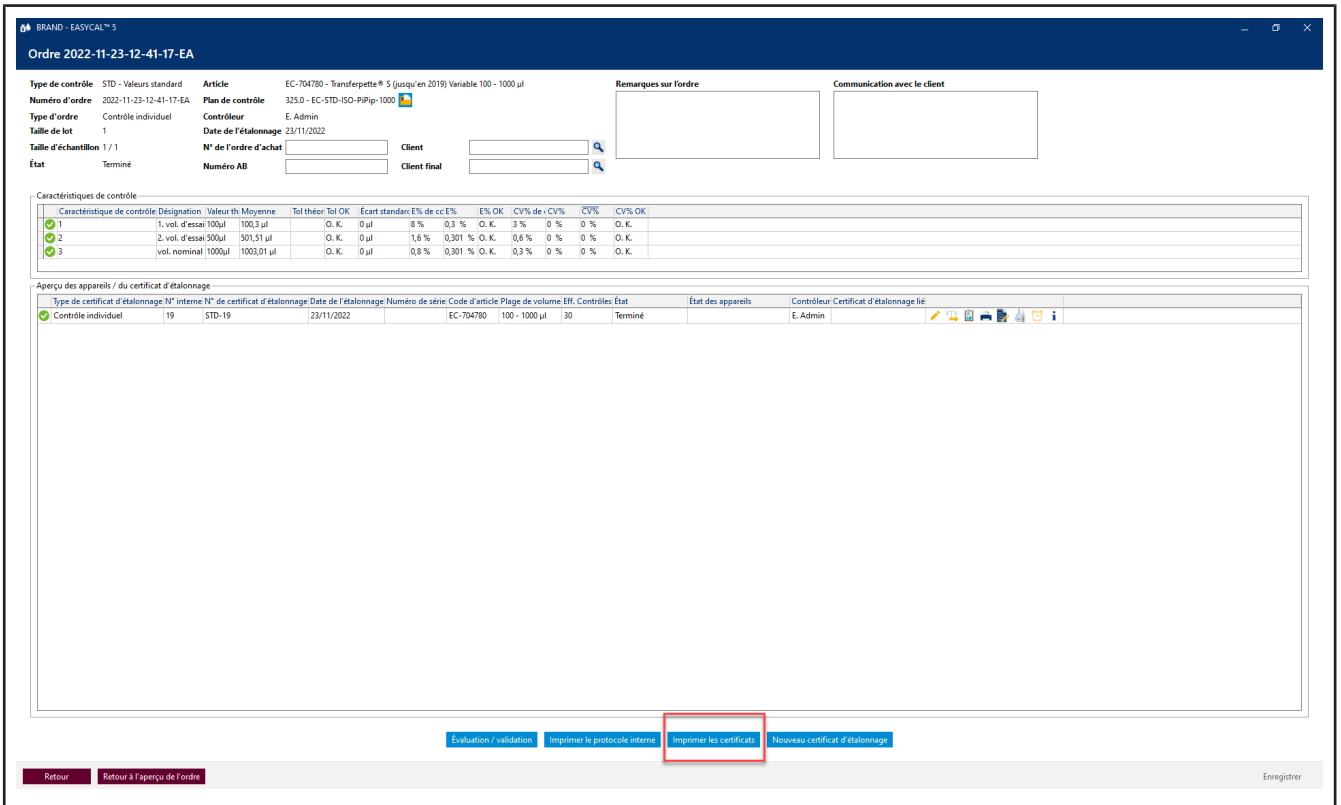 BRAND - EASYCAL™ 5
Ordre 2022-11-23-12-41-17-EA
Type de contrôle STD - Valeurs standard Article EC-704780 - Transferpette® S (jusqu'en 2019) Variable 100 - 1000 µl Remarques sur l'ordre Communication avec le client
Numéro d'ordre 2022-11-23-12-41-17-EA Plan de contrôle 325.0 - EC-STD-ISO-PiPip-1000
Type d'ordre Contrôle individuel Contrôleur E. Admin
Taille de lot 1 Date de l'étalonnage 23/11/2022
Taille d'échantillon 1 / 1 N° de l'ordre d'achat Client
État Terminé Numéro AB Client final
Caractéristiques de contrôle
Caractéristique de contrôle Désignation Valeur th Moyenne Tol théor Tol OK Écart standarc E% de cc E% E% OK CV% de CV% CV% CV% OK
1 1. vol. d'essai 100µl 100,3 µl O. K. 0 µl 8 % 0,3 % O. K. 3 % 0 % 0 % O. K.
2 2. vol. d'essai 500µl 501,51 µl O. K. 0 µl 1,6 % 0,301 % O. K. 0,6 % 0 % 0 % O. K.
3 vol. nominal 1000µl 1003,01 µl O. K. 0 µl 0,8 % 0,301 % O. K. 0,3 % 0 % 0 % O. K.
Aperçu des appareils / du certificat d'étalonnage
Type de certificat d'étalonnage N° interne N° de certificat d'étalonnage Date de l'étalonnage Numéro de série Code d'article Plage de volume Eff. Contrôles État État des appareils Contrôleur Certificat d'étalonnage lié
Contrôle individuel 19 STD-19 23/11/2022 EC-704780 100 - 1000 µl 30 Terminé E. Admin
Évaluation / validation Imprimer le protocole interne Imprimer les certificats Nouveau certificat d'étalonnage
Retour Retour à l'aperçu de l'ordre Enregistrer